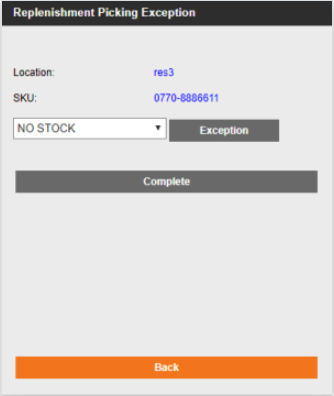 Replenishment Picking Exception
Location: res3
SKU: 0770-8886611
NO STOCK Exception
Complete
Back